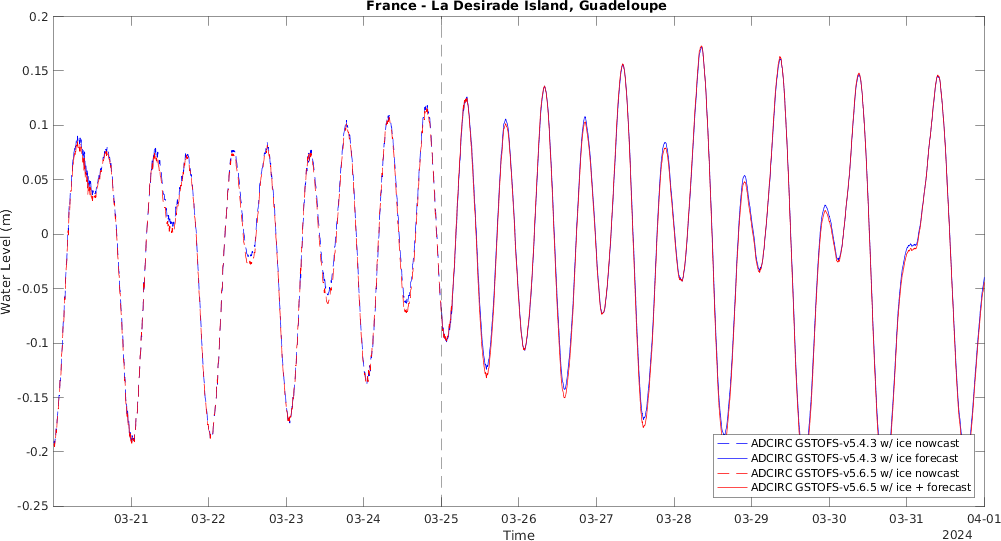 France - La Desirade Island, Guadeloupe
0.2
0.15
0.1
0.05
0
-0.05
-0.1
-0.15
-0.2
-0.25
Water Level (m)
03-21 03-22 03-23 03-24 03-25 03-26 03-27 03-28 03-29 03-30 03-31 04-01
Time
2024
ADCIRC GSTOFS-v5.4.3 w/ ice nowcast
ADCIRC GSTOFS-v5.4.3 w/ ice forecast
ADCIRC GSTOFS-v5.6.5 w/ ice nowcast
ADCIRC GSTOFS-v5.6.5 w/ ice + forecast